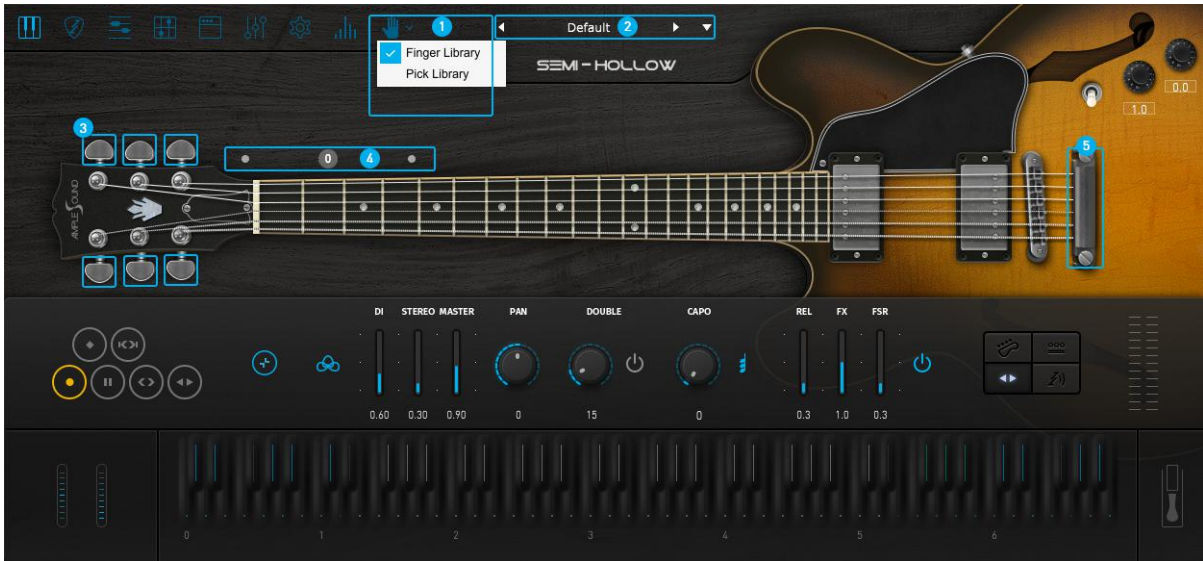 1
Default
2
Finger Library
Pick Library
SEMI-HOLLOW
0.0
1.0
3
0
4
5
AMPLE SOUND
DI
STEREO
MASTER
PAN
DOUBLE
CAPO
REL
FX
FSR
0.60
0.30
0.90
0
15
0
0.3
1.0
0.3
0
1
2
3
4
5
6